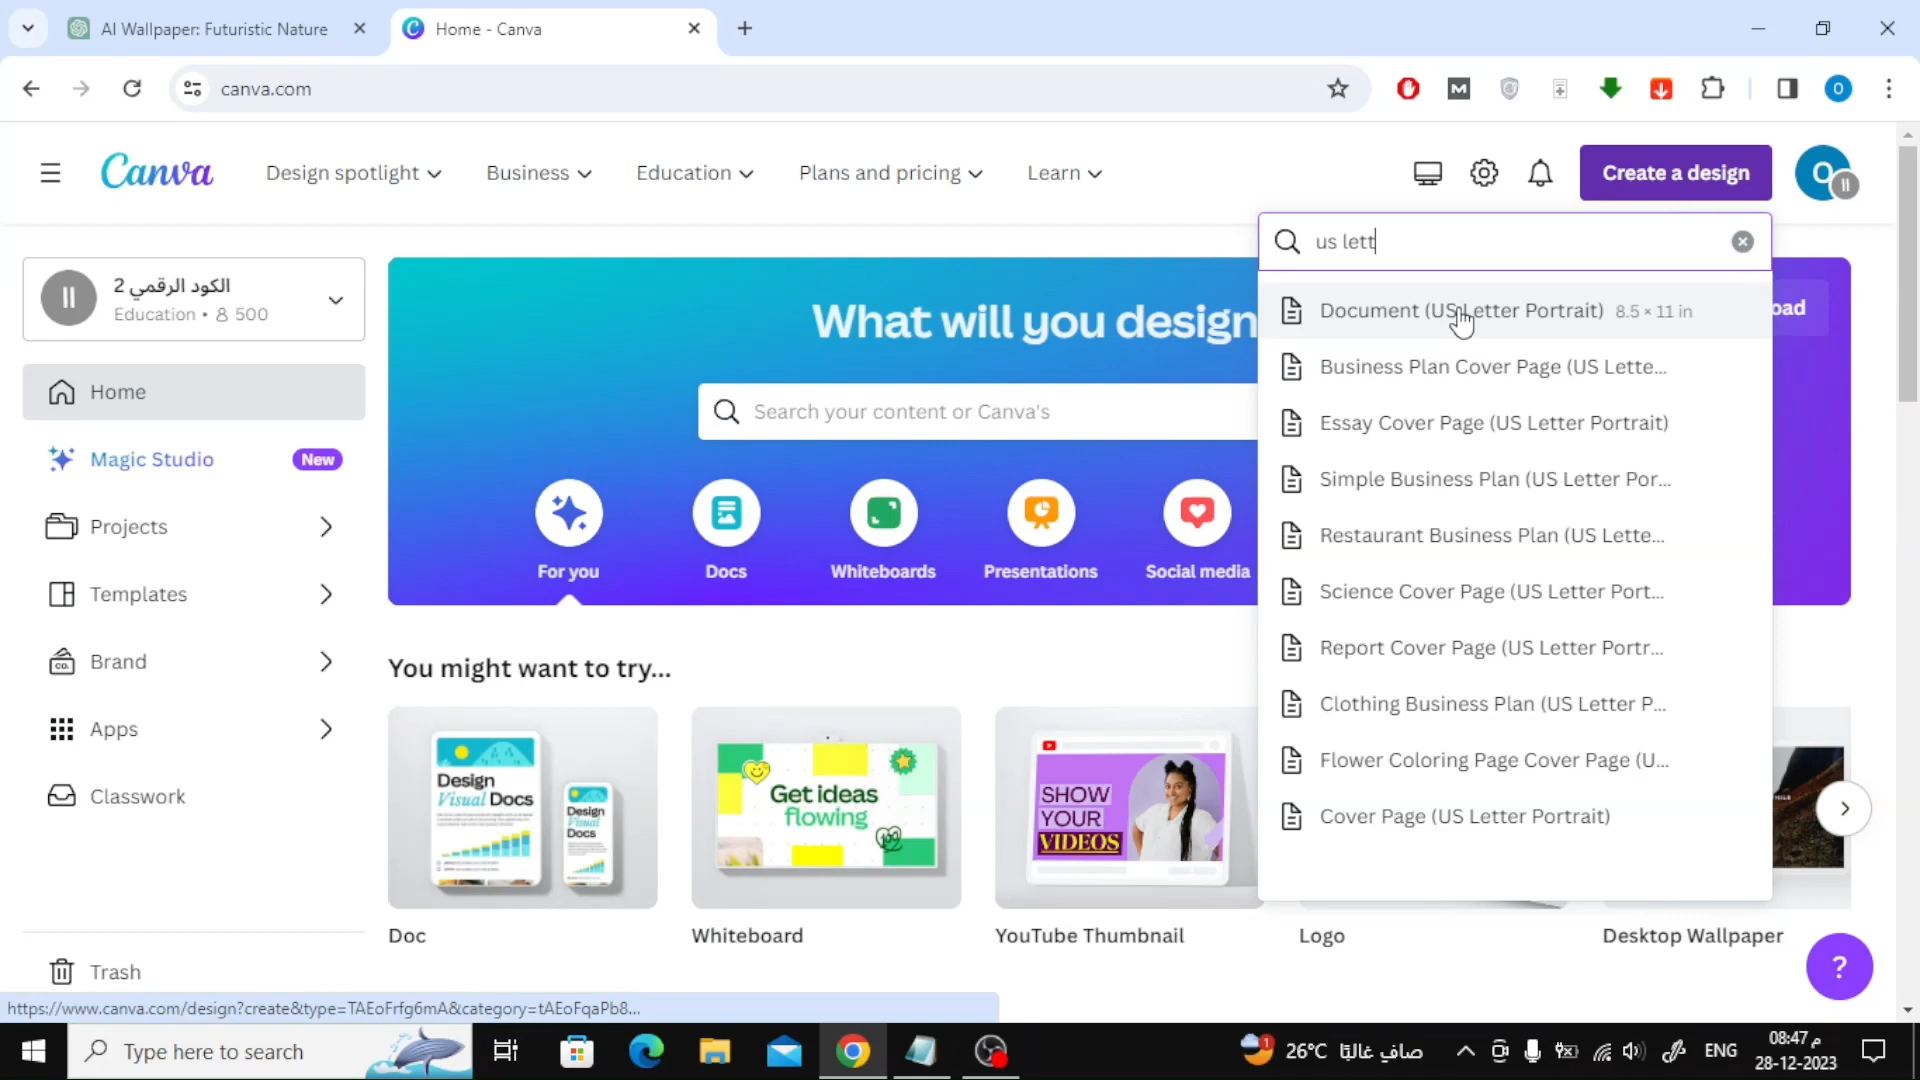 AI Wallpaper: Futuristic Nature
Home - Canva
canva.com
Canva
Design spotlight
Business
Education
Plans and pricing
Learn
Create a design
O
us lett
Document (US Letter Portrait) 8.5 × 11 in
Business Plan Cover Page (US Lette...
Essay Cover Page (US Letter Portrait)
Simple Business Plan (US Letter Por...
Restaurant Business Plan (US Lette...
Science Cover Page (US Letter Port...
Report Cover Page (US Letter Portr...
Clothing Business Plan (US Letter P...
Flower Coloring Page Cover Page (U...
Cover Page (US Letter Portrait)
الكود الرقمي 2
Education • 500
Home
Magic Studio New
Projects
Templates
Brand
Apps
Classwork
Trash
What will you design
oad
Search your content or Canva's
For you
Docs
Whiteboards
Presentations
Social media
You might want to try...
Design
Visual Docs
Design
Visual
Docs
Get ideas
flowing
SHOW
YOUR
VIDEOS
Doc
Whiteboard
YouTube Thumbnail
Logo
Desktop Wallpaper
?
https://www.canva.com/design?create&type=TAEoFrfg6mA&category=tAEoFqaPb8...
Type here to search
1
26°C صافٍ غالبًا
ENG
08:47 م
28-12-2023